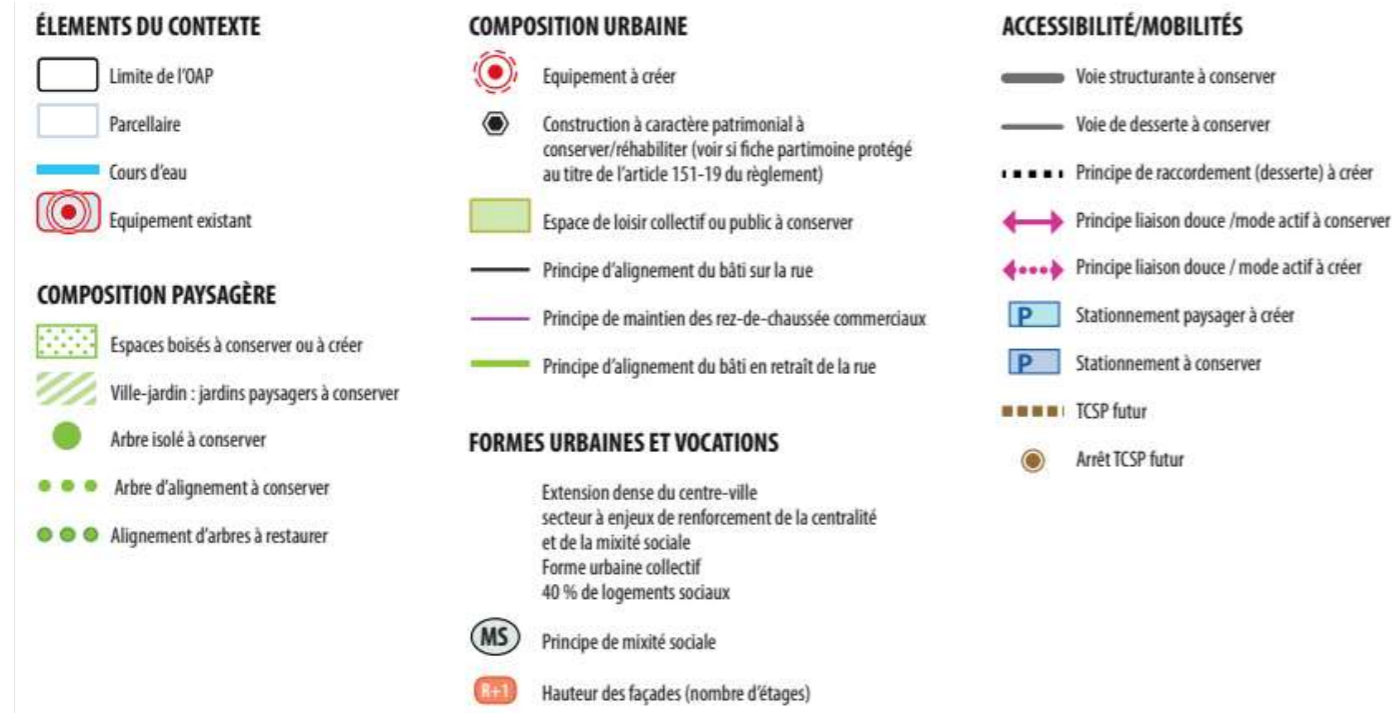 ÉLEMENTS DU CONTEXTE
Limite de l'OAP
Parcellaire
Cours d'eau
Equipement existant
COMPOSITION PAYSAGÈRE
Espaces boisés à conserver ou à créer
Ville-jardin : jardins paysagers à conserver
Arbre isolé à conserver
Arbre d'alignement à conserver
Alignement d'arbres à restaurer
COMPOSITION URBAINE
Equipement à créer
Construction à caractère patrimonial à
conserver/réhabiliter (voir si fiche partimoine protégé
au titre de l'article 151-19 du règlement)
Espace de loisir collectif ou public à conserver
Principe d'alignement du bâti sur la rue
Principe de maintien des rez-de-chaussée commerciaux
Principe d'alignement du bâti en retraît de la rue
FORMES URBAINES ET VOCATIONS
Extension dense du centre-ville
secteur à enjeux de renforcement de la centralité
et de la mixité sociale
Forme urbaine collectif
40 % de logements sociaux
MS Principe de mixité sociale
R+1 Hauteur des façades (nombre d'étages)
ACCESSIBILITÉ/MOBILITÉS
Voie structurante à conserver
Voie de desserte à conserver
Principe de raccordement (desserte) à créer
Principe liaison douce /mode actif à conserver
Principe liaison douce / mode actif à créer
P Stationnement paysager à créer
P Stationnement à conserver
TCSP futur
Arrêt TCSP futur